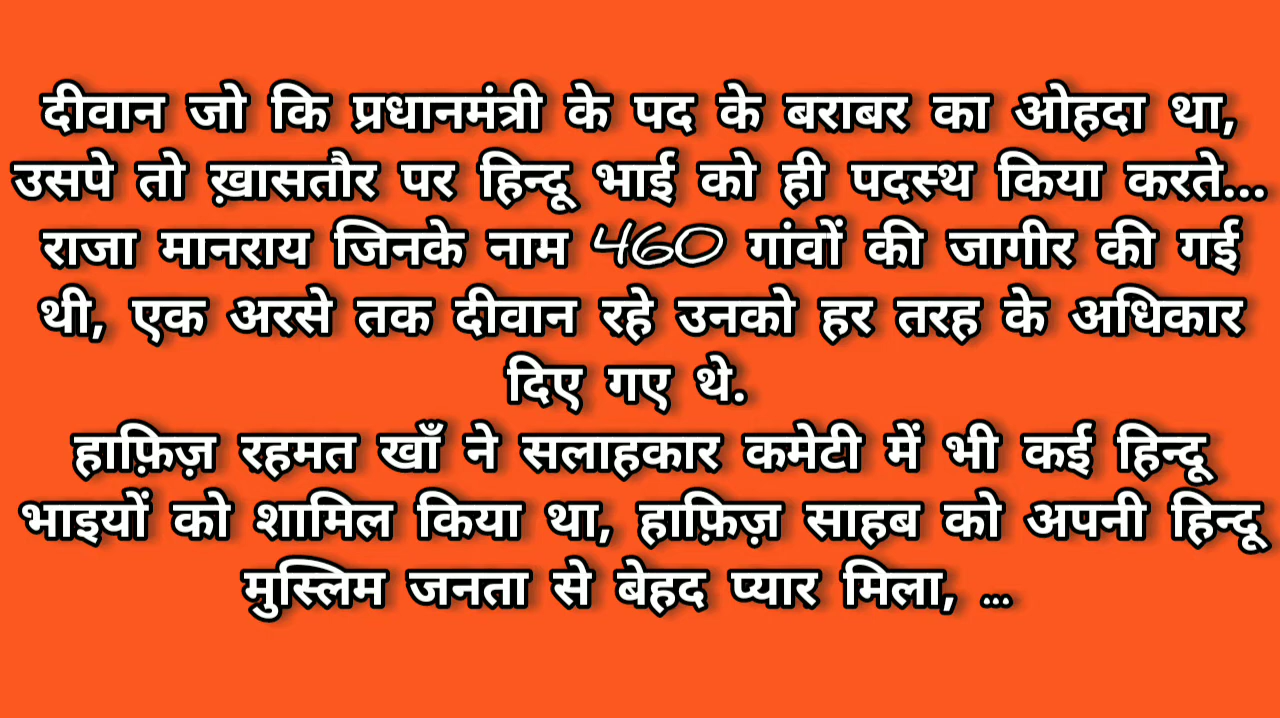 दीवान जो कि प्रधानमंत्री के पद के बराबर का ओहदा था,
उसपे तो ख़ासतौर पर हिन्दू भाई को ही पदस्थ किया करते...
राजा मानराय जिनके नाम 460 गांवों की जागीर की गई
थी, एक अरसे तक दीवान रहे उनको हर तरह के अधिकार
दिए गए थे.
हाफ़िज़ रहमत खाँ ने सलाहकार कमेटी में भी कई हिन्दू
भाइयों को शामिल किया था, हाफ़िज़ साहब को अपनी हिन्दू
मुस्लिम जनता से बेहद प्यार मिला, ...